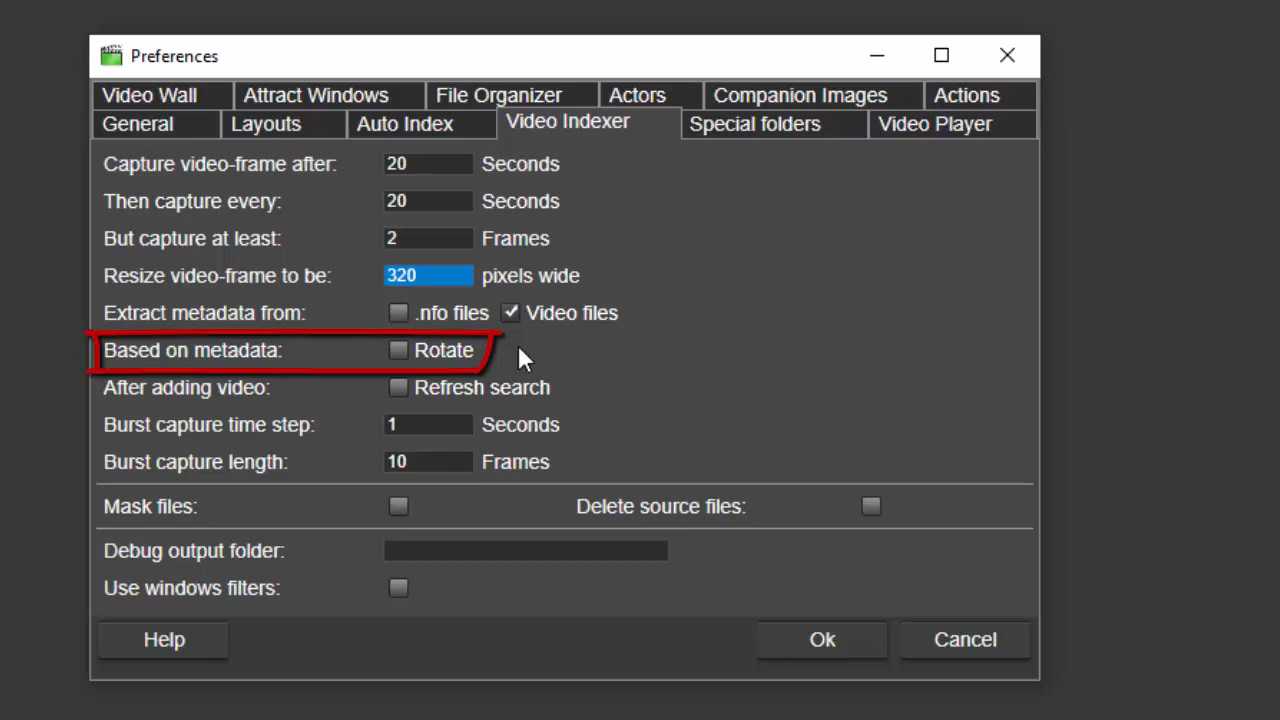 Preferences
Video Wall Attract Windows File Organizer Actors Companion Images Actions
General Layouts Auto Index Video Indexer Special folders Video Player
Capture video-frame after: 20 Seconds
Then capture every: 20 Seconds
But capture at least: 2 Frames
Resize video-frame to be: 320 pixels wide
Extract metadata from: .nfo files Video files
Based on metadata: Rotate
After adding video: Refresh search
Burst capture time step: 1 Seconds
Burst capture length: 10 Frames
Mask files: Delete source files:
Debug output folder:
Use windows filters:
Help Ok Cancel